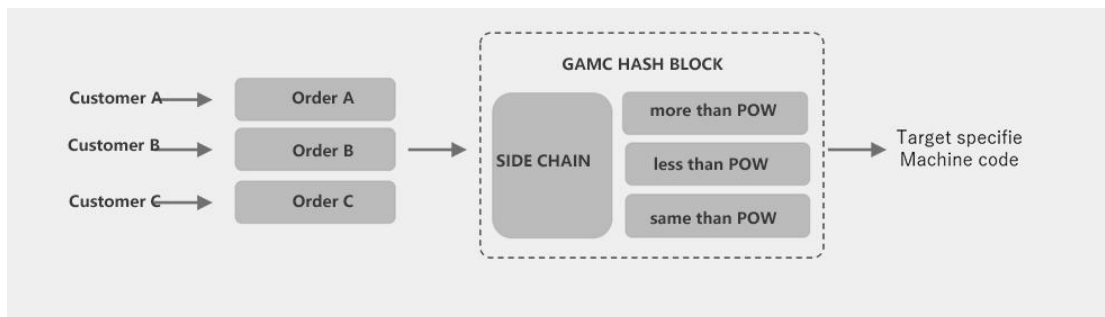 GAMC HASH BLOCK
Customer A
Order A
more than POW
Customer B
Order B
SIDE CHAIN
less than POW
Target specifie
Machine code
Customer C
Order C
same than POW